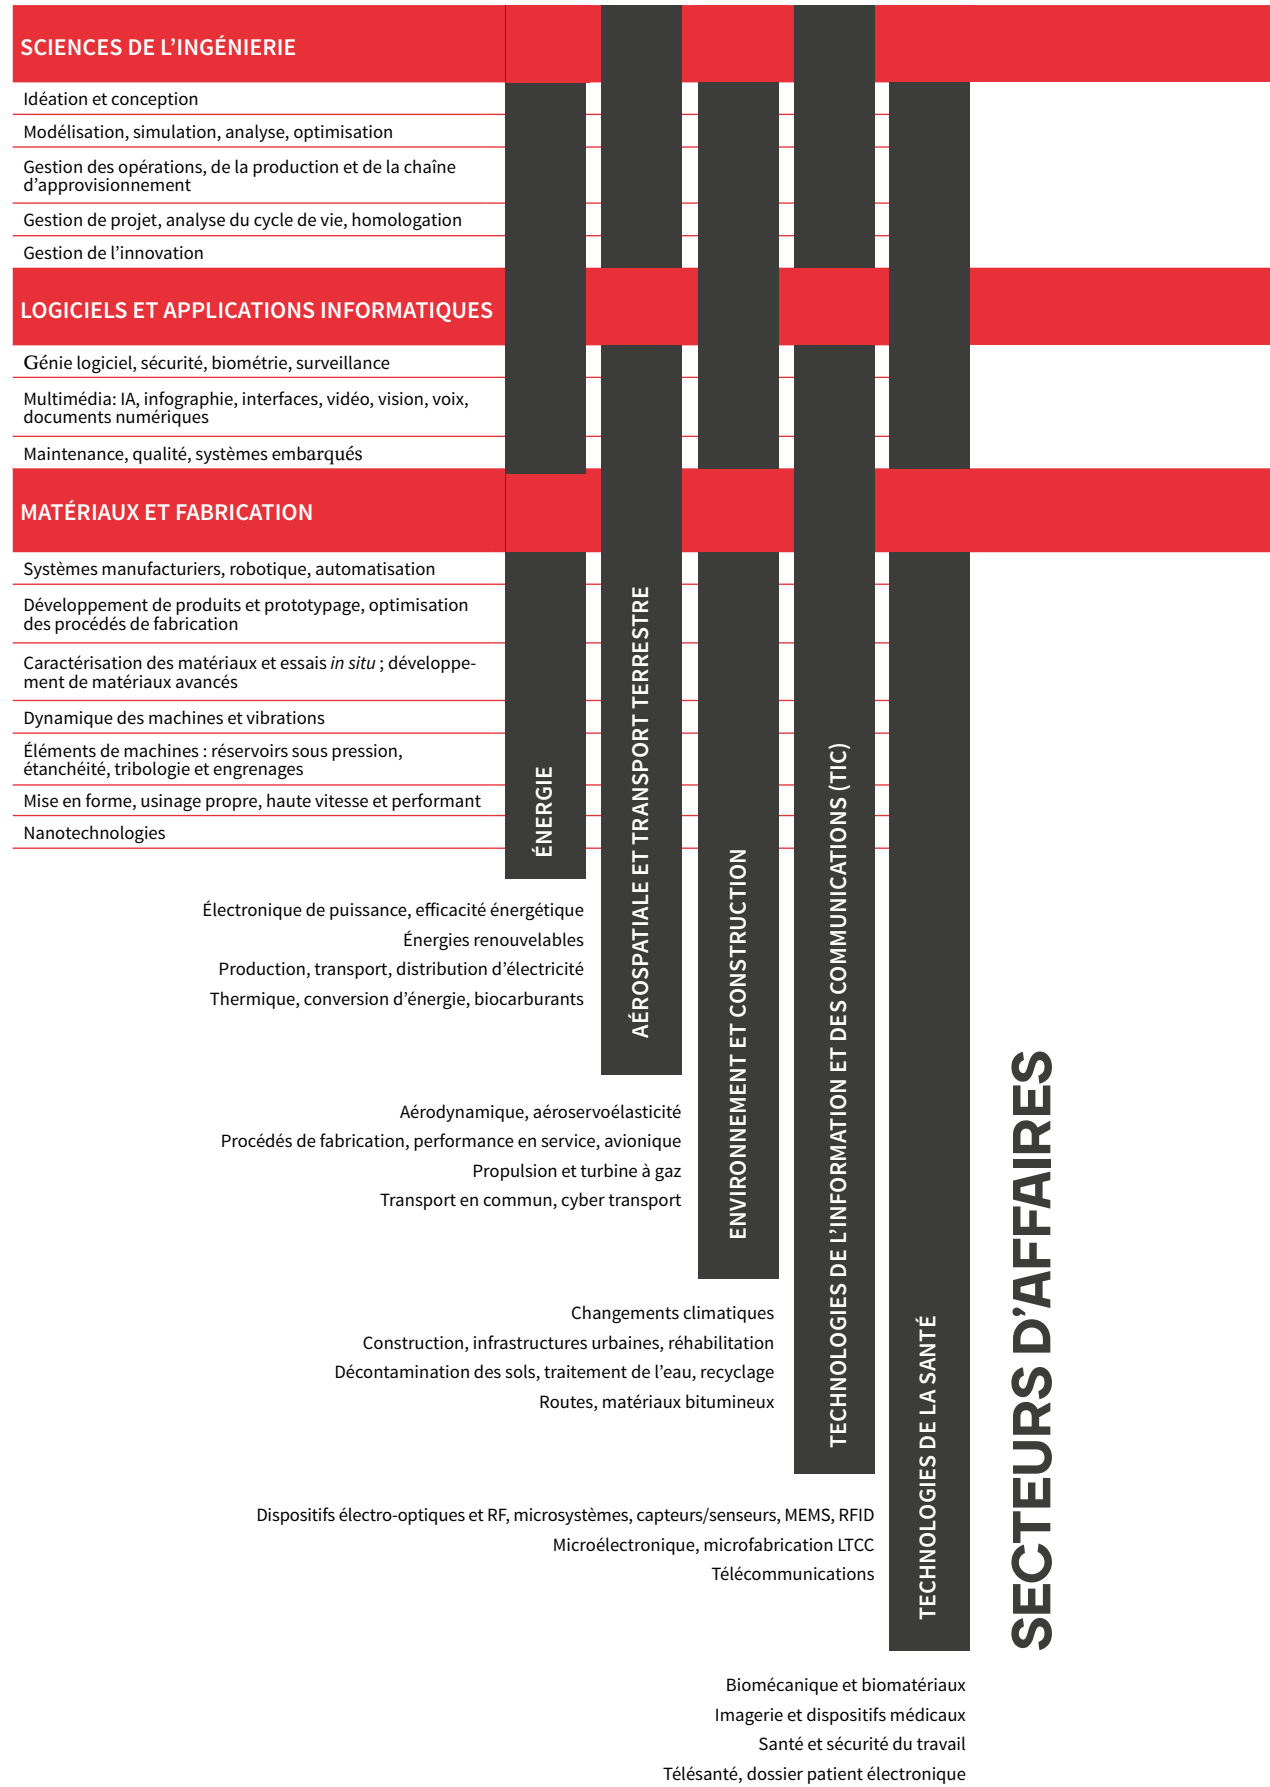 SCIENCES DE L’INGÉNIERIE
Idéation et conception
Modélisation, simulation, analyse, optimisation
Gestion des opérations, de la production et de la chaîne
d’approvisionnement
Gestion de projet, analyse du cycle de vie, homologation
Gestion de l’innovation
LOGICIELS ET APPLICATIONS INFORMATIQUES
Génie logiciel, sécurité, biométrie, surveillance
Multimédia: IA, infographie, interfaces, vidéo, vision, voix,
documents numériques
Maintenance, qualité, systèmes embarqués
MATÉRIAUX ET FABRICATION
Systèmes manufacturiers, robotique, automatisation
Développement de produits et prototypage, optimisation
des procédés de fabrication
Caractérisation des matériaux et essais in situ ; développe-
ment de matériaux avancés
Dynamique des machines et vibrations
Éléments de machines : réservoirs sous pression,
étanchéité, tribologie et engrenages
Mise en forme, usinage propre, haute vitesse et performant
Nanotechnologies
ÉNERGIE
Électronique de puissance, efficacité énergétique
Énergies renouvelables
Production, transport, distribution d’électricité
Thermique, conversion d’énergie, biocarburants
AÉROSPATIALE ET TRANSPORT TERRESTRE
Aérodynamique, aéroservoélasticité
Procédés de fabrication, performance en service, avionique
Propulsion et turbine à gaz
Transport en commun, cyber transport
ENVIRONNEMENT ET CONSTRUCTION
Changements climatiques
Construction, infrastructures urbaines, réhabilitation
Décontamination des sols, traitement de l’eau, recyclage
Routes, matériaux bitumineux
TECHNOLOGIES DE L’INFORMATION ET DES COMMUNICATIONS (TIC)
Dispositifs électro-optiques et RF, microsystèmes, capteurs/senseurs, MEMS, RFID
Microélectronique, microfabrication LTCC
Télécommunications
TECHNOLOGIES DE LA SANTÉ
Biomécanique et biomatériaux
Imagerie et dispositifs médicaux
Santé et sécurité du travail
Télésanté, dossier patient électronique
SECTEURS D’AFFAIRES